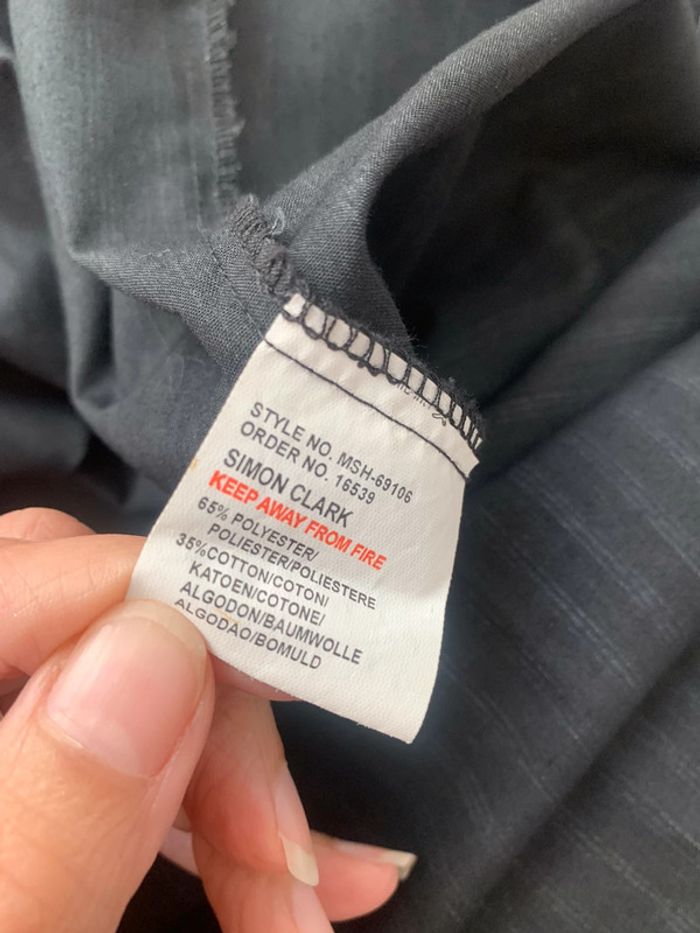 STYLE NO. MSH-69106
ORDER NO. 16539
SIMON CLARK
KEEP AWAY FROM FIRE
65% POLYESTER/
POLIESTER/POLIESTERE
35%COTTON/COTON/
KATOEN/COTONE/
ALGODON/BAUMWOLLE
ALGODAO/BOMULD